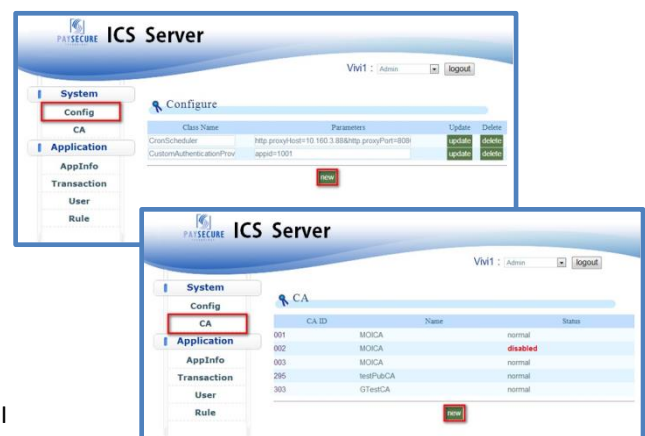 PAYSECURE ICS Server
Vivi1 : Admin logout
System
Config
CA
Application
AppInfo
Transaction
User
Rule
Configure
Class Name Parameters Update Delete
CronScheduler http.proxyHost=10.160.3.88&http.proxyPort=808 update delete
CustomAuthenticationProv appid=1001 update delete
new
PAYSECURE ICS Server
Vivi1 : Admin logout
System
Config
CA
Application
AppInfo
Transaction
User
Rule
CA
CA ID Name Status
001 MOICA normal
002 MOICA disabled
003 MOICA normal
295 testPubCA normal
303 GTestCA normal
new